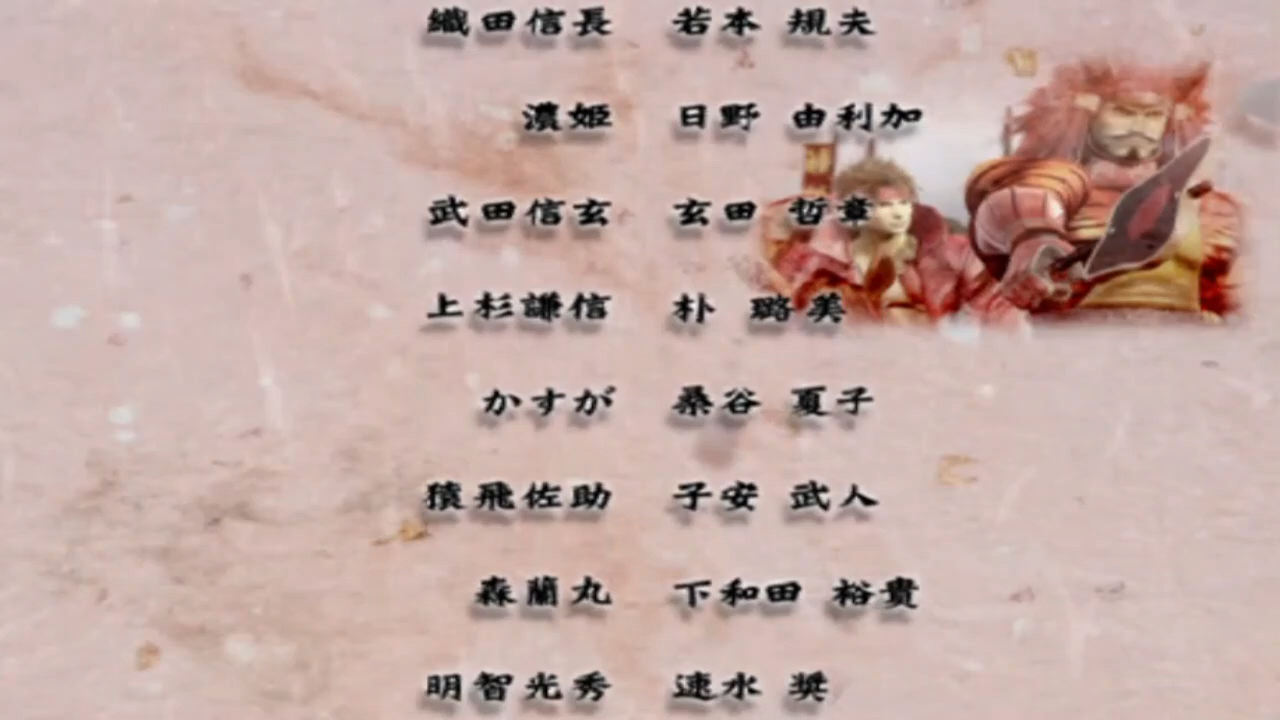 織田信長 若本 規夫
濃姫 日野 由利加
武田信玄 玄田 哲章
上杉謙信 朴 璐美
かすが 桑谷 夏子
猿飛佐助 子安 武人
森蘭丸 下和田 裕貴
明智光秀 速水 奨